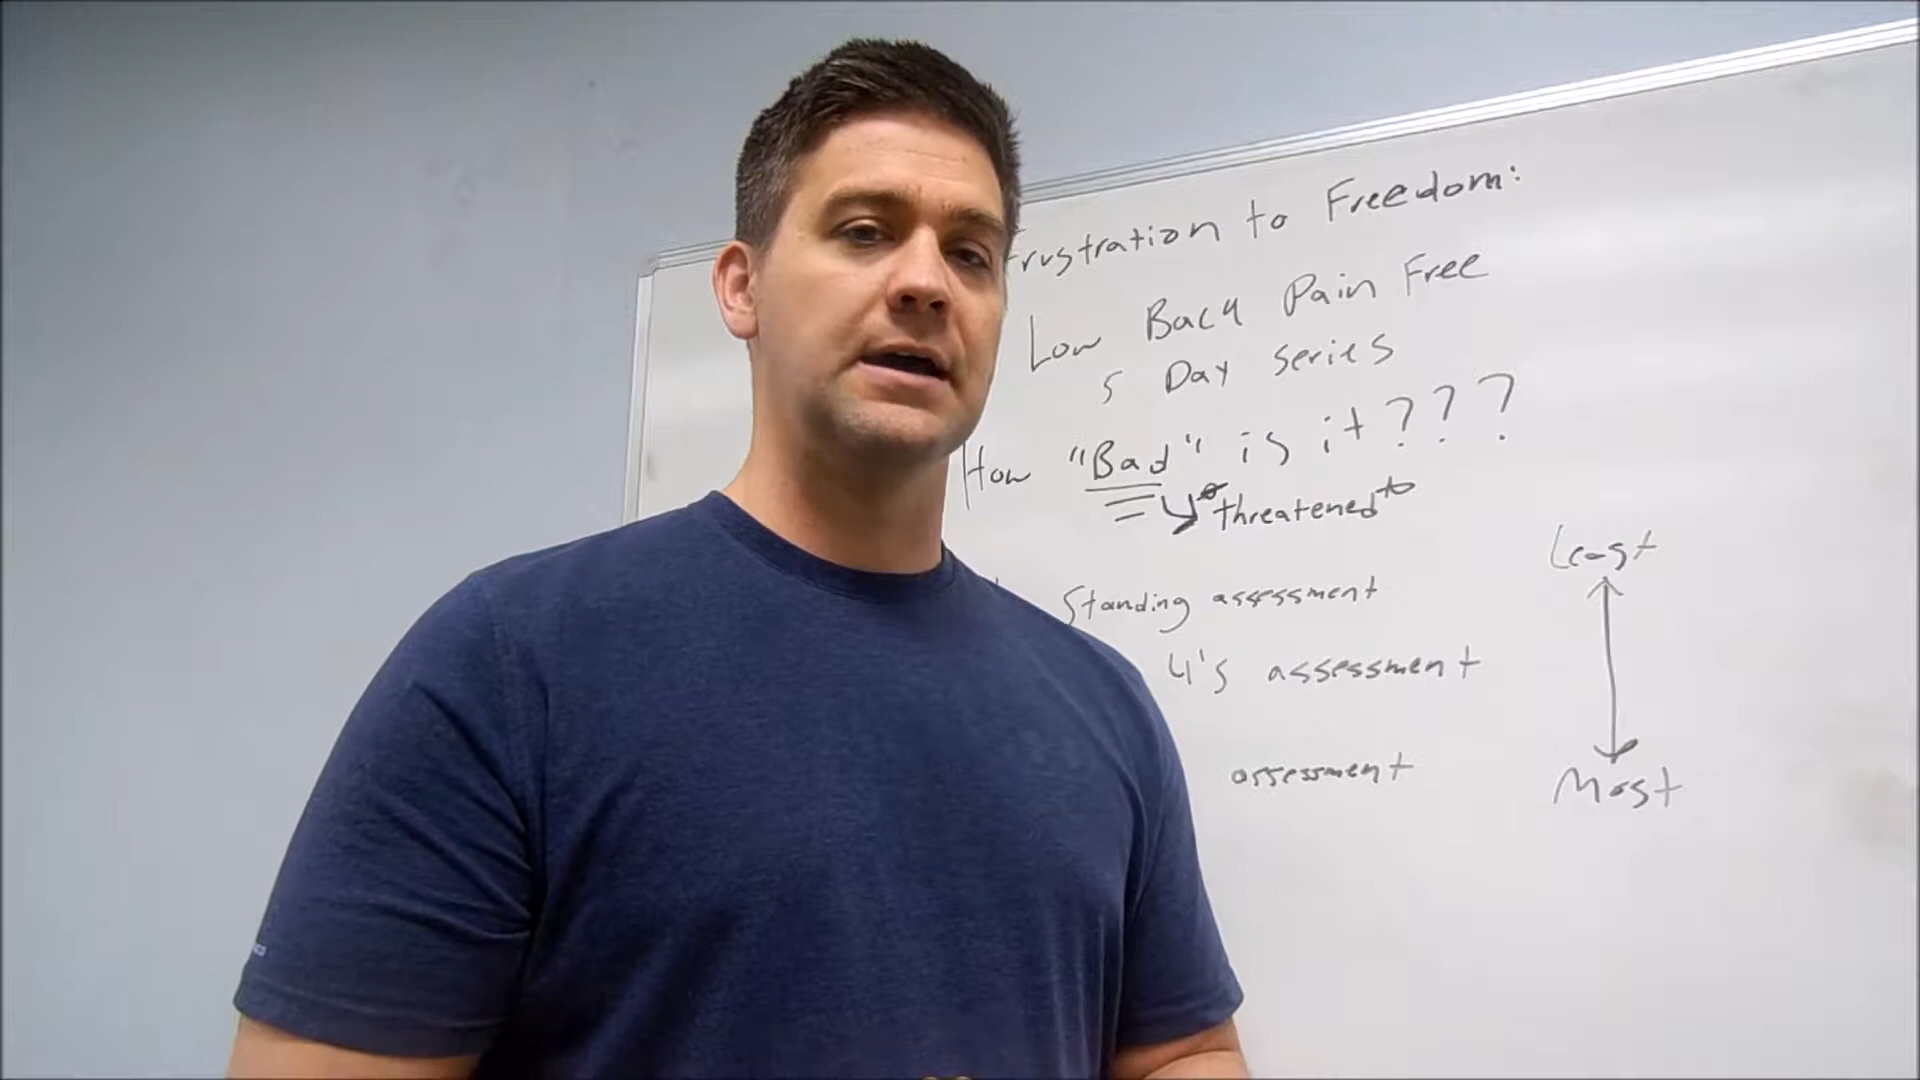 Frustration to Freedom:
Low Back Pain Free
5 Day series
How "Bad" is it???
*threatened*
Standing assessment
4's assessment
assessment
Least
Most